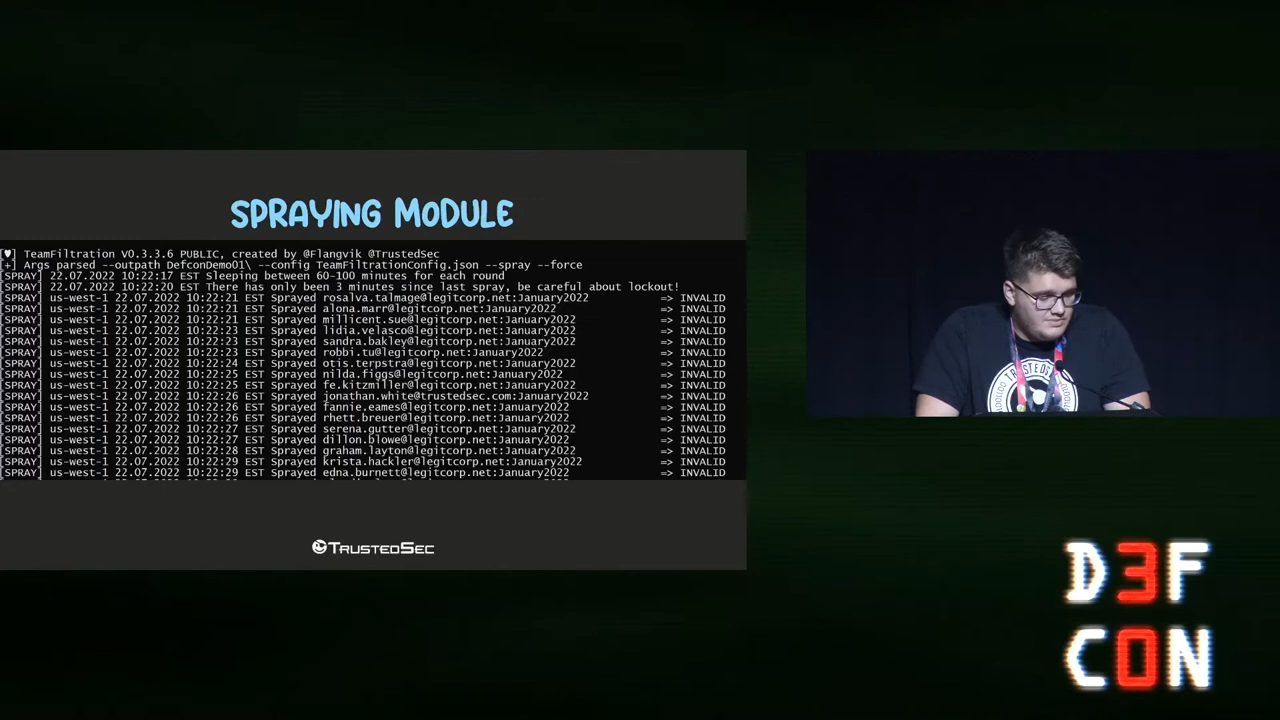 SPRAYING MODULE
[♥] TeamFiltration V0.3.3.6 PUBLIC, created by @Flangvik @TrustedSec
[+] Args parsed --outpath DefconDemo01\ --config TeamFiltrationConfig.json --spray --force
[SPRAY] 22.07.2022 10:22:17 EST Sleeping between 60-100 minutes for each round
[SPRAY] 22.07.2022 10:22:20 EST There has only been 3 minutes since last spray, be careful about lockout!
[SPRAY] us-west-1 22.07.2022 10:22:21 EST Sprayed rosalva.talmage@legitcorp.net:January2022 => INVALID
[SPRAY] us-west-1 22.07.2022 10:22:21 EST Sprayed alona.marr@legitcorp.net:January2022 => INVALID
[SPRAY] us-west-1 22.07.2022 10:22:21 EST Sprayed millicent.sue@legitcorp.net:January2022 => INVALID
[SPRAY] us-west-1 22.07.2022 10:22:23 EST Sprayed lidia.velasco@legitcorp.net:January2022 => INVALID
[SPRAY] us-west-1 22.07.2022 10:22:23 EST Sprayed sandra.bakley@legitcorp.net:January2022 => INVALID
[SPRAY] us-west-1 22.07.2022 10:22:23 EST Sprayed robbi.tu@legitcorp.net:January2022 => INVALID
[SPRAY] us-west-1 22.07.2022 10:22:24 EST Sprayed otis.terpstra@legitcorp.net:January2022 => INVALID
[SPRAY] us-west-1 22.07.2022 10:22:25 EST Sprayed nilda.figgs@legitcorp.net:January2022 => INVALID
[SPRAY] us-west-1 22.07.2022 10:22:25 EST Sprayed fe.kitzmiller@legitcorp.net:January2022 => INVALID
[SPRAY] us-west-1 22.07.2022 10:22:26 EST Sprayed jonathan.white@trustedsec.com:January2022 => INVALID
[SPRAY] us-west-1 22.07.2022 10:22:26 EST Sprayed fannie.eames@legitcorp.net:January2022 => INVALID
[SPRAY] us-west-1 22.07.2022 10:22:26 EST Sprayed rhett.breuer@legitcorp.net:January2022 => INVALID
[SPRAY] us-west-1 22.07.2022 10:22:27 EST Sprayed serena.gutter@legitcorp.net:January2022 => INVALID
[SPRAY] us-west-1 22.07.2022 10:22:27 EST Sprayed dillon.blowe@legitcorp.net:January2022 => INVALID
[SPRAY] us-west-1 22.07.2022 10:22:28 EST Sprayed graham.layton@legitcorp.net:January2022 => INVALID
[SPRAY] us-west-1 22.07.2022 10:22:29 EST Sprayed krista.hackler@legitcorp.net:January2022 => INVALID
[SPRAY] us-west-1 22.07.2022 10:22:29 EST Sprayed edna.burnett@legitcorp.net:January2022 => INVALID
TRUSTEDSEC
D3F
C0N